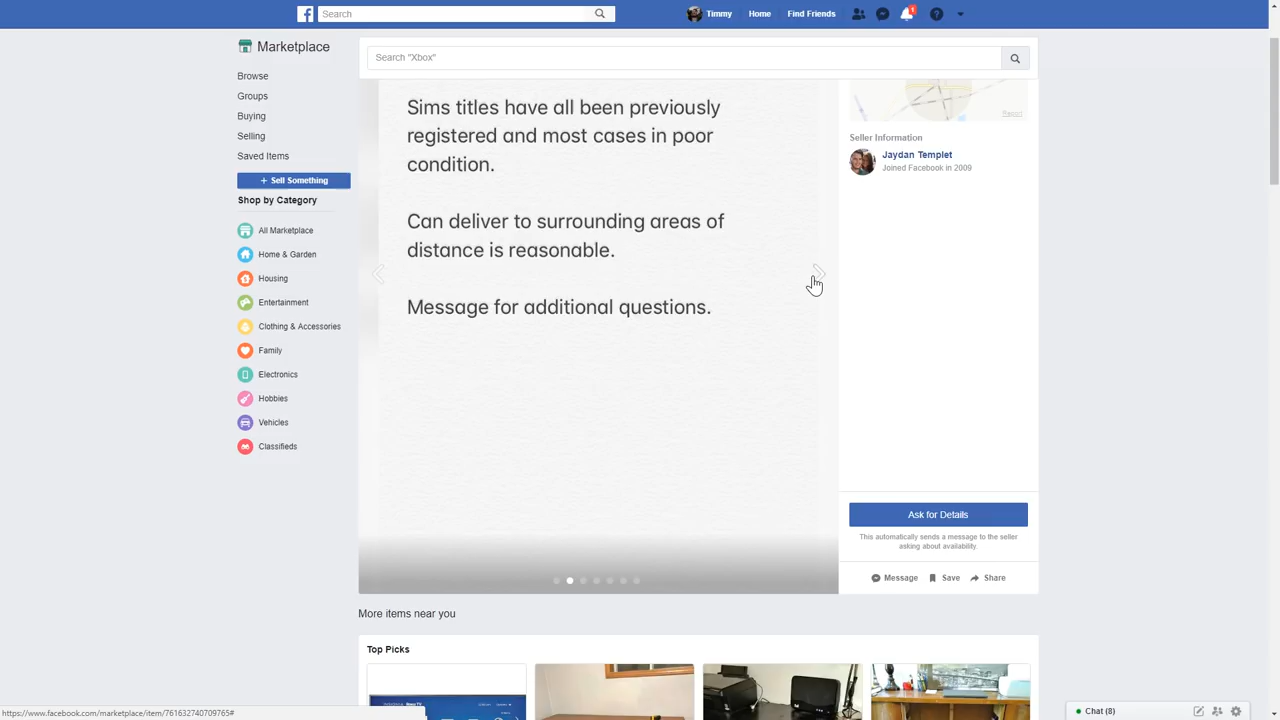 Search
Timmy
Home
Find Friends
1
Marketplace
Search "Xbox"
Browse
Groups
Buying
Selling
Saved Items
+ Sell Something
Shop by Category
All Marketplace
Home & Garden
Housing
Entertainment
Clothing & Accessories
Family
Electronics
Hobbies
Vehicles
Classifieds
Sims titles have all been previously
registered and most cases in poor
condition.
Can deliver to surrounding areas of
distance is reasonable.
Message for additional questions.
Report
Seller Information
Jaydan Templet
Joined Facebook in 2009
Ask for Details
This automatically sends a message to the seller
asking about availability.
Message
Save
Share
More items near you
Top Picks
https://www.facebook.com/marketplace/item/761632740709765#
Chat (8)